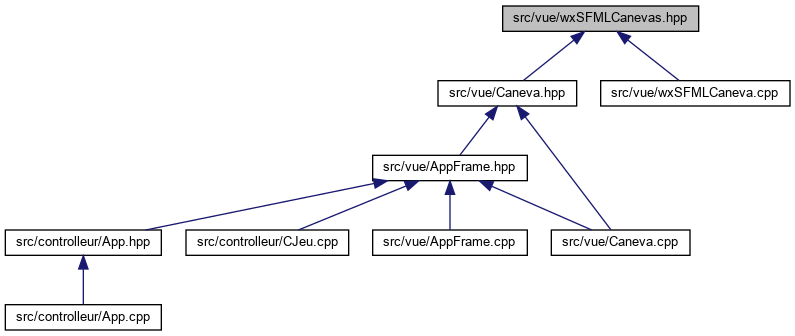 src/vue/wxSFMLCanevas.hpp
src/vue/Caneva.hpp
src/vue/wxSFMLCaneva.cpp
src/vue/AppFrame.hpp
src/controlleur/App.hpp
src/controlleur/CJeu.cpp
src/vue/AppFrame.cpp
src/vue/Caneva.cpp
src/controlleur/App.cpp